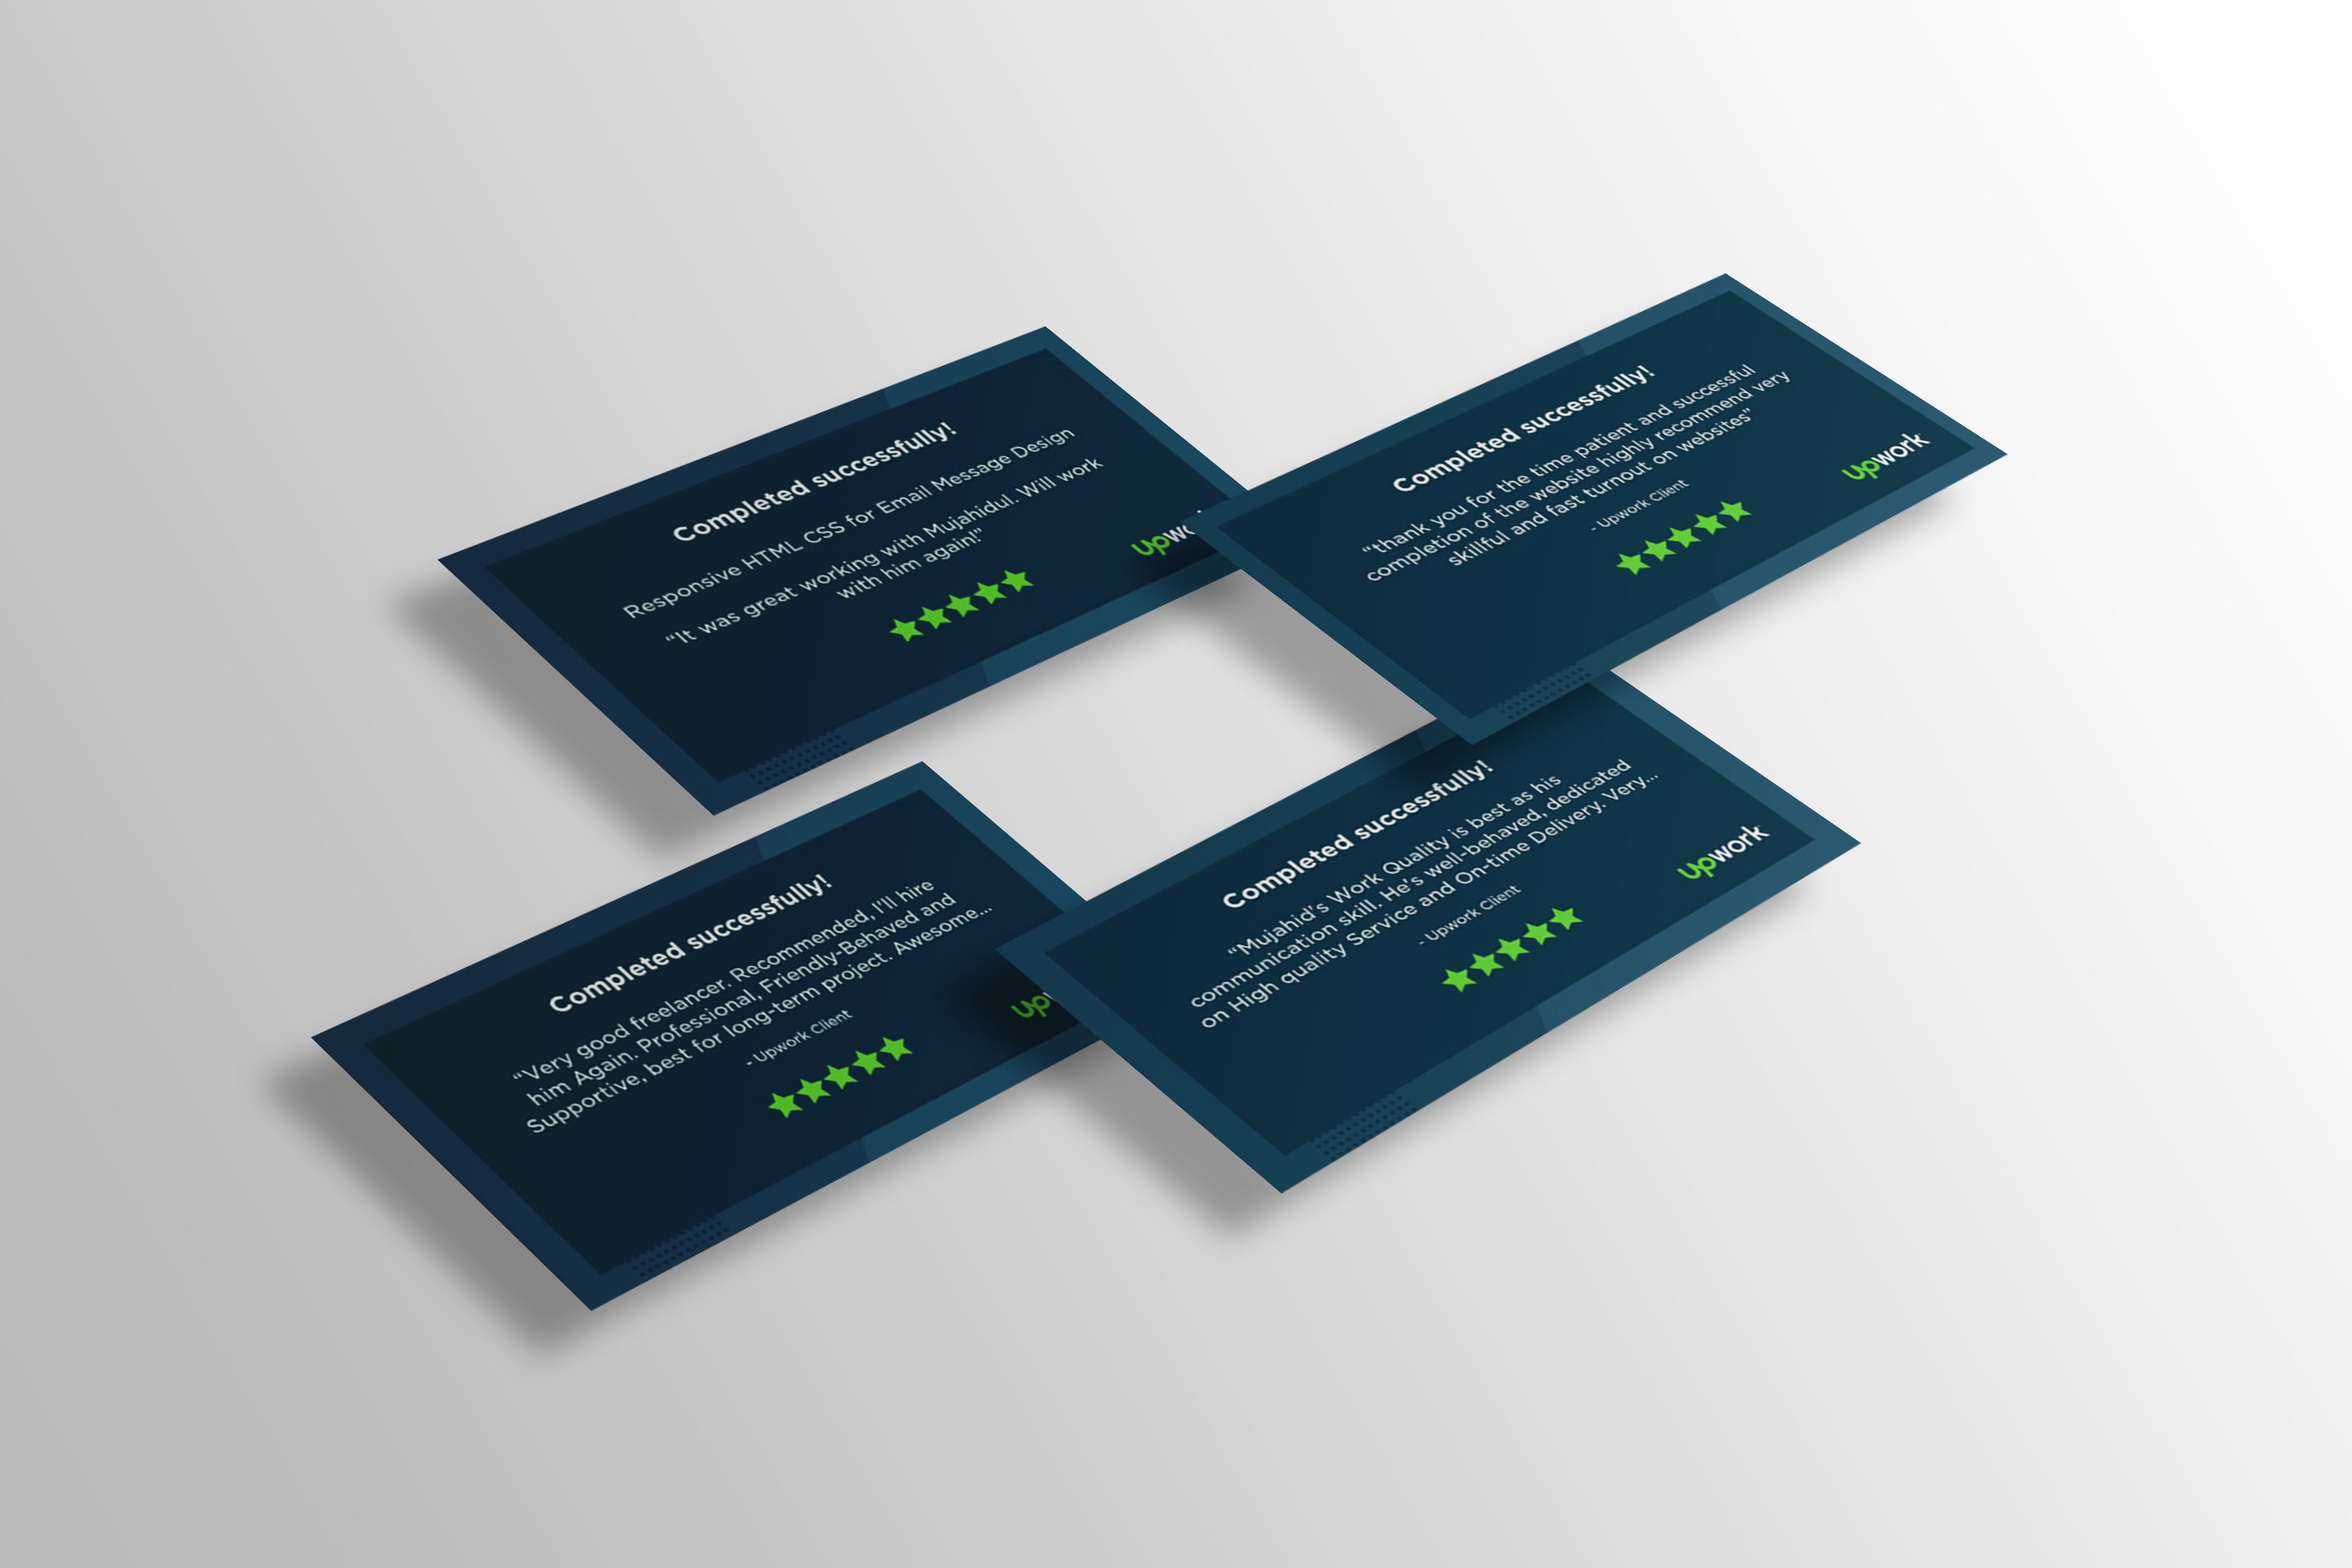 Completed successfully!
Responsive HTML CSS for Email Message Design
“It was great working with Mujahidul. Will work
with him again!”
Completed successfully!
“thank you for the time patient and successful
completion of the website highly recommend very
skillful and fast turnout on websites”
- Upwork Client
upwork
Completed successfully!
“Very good freelancer. Recommended, I'll hire
him Again. Professional, Friendly-Behaved and
Supportive, best for long-term project. Awesome...
- Upwork Client
up
Completed successfully!
“Mujahid's Work Quality is best as his
communication skill. He's well-behaved, dedicated
on High quality Service and On-time Delivery. Very...
- Upwork Client
upwork